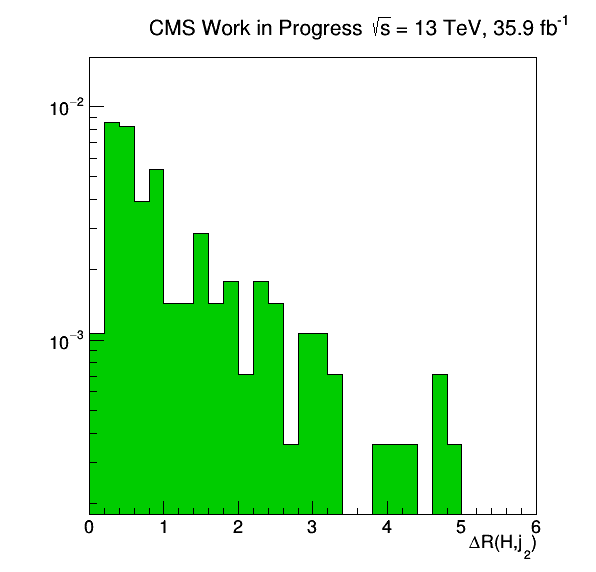 CMS Work in Progress √s = 13 TeV, 35.9 fb⁻¹
10⁻²
10⁻³
0 1 2 3 4 5 6
ΔR(H,j₂)